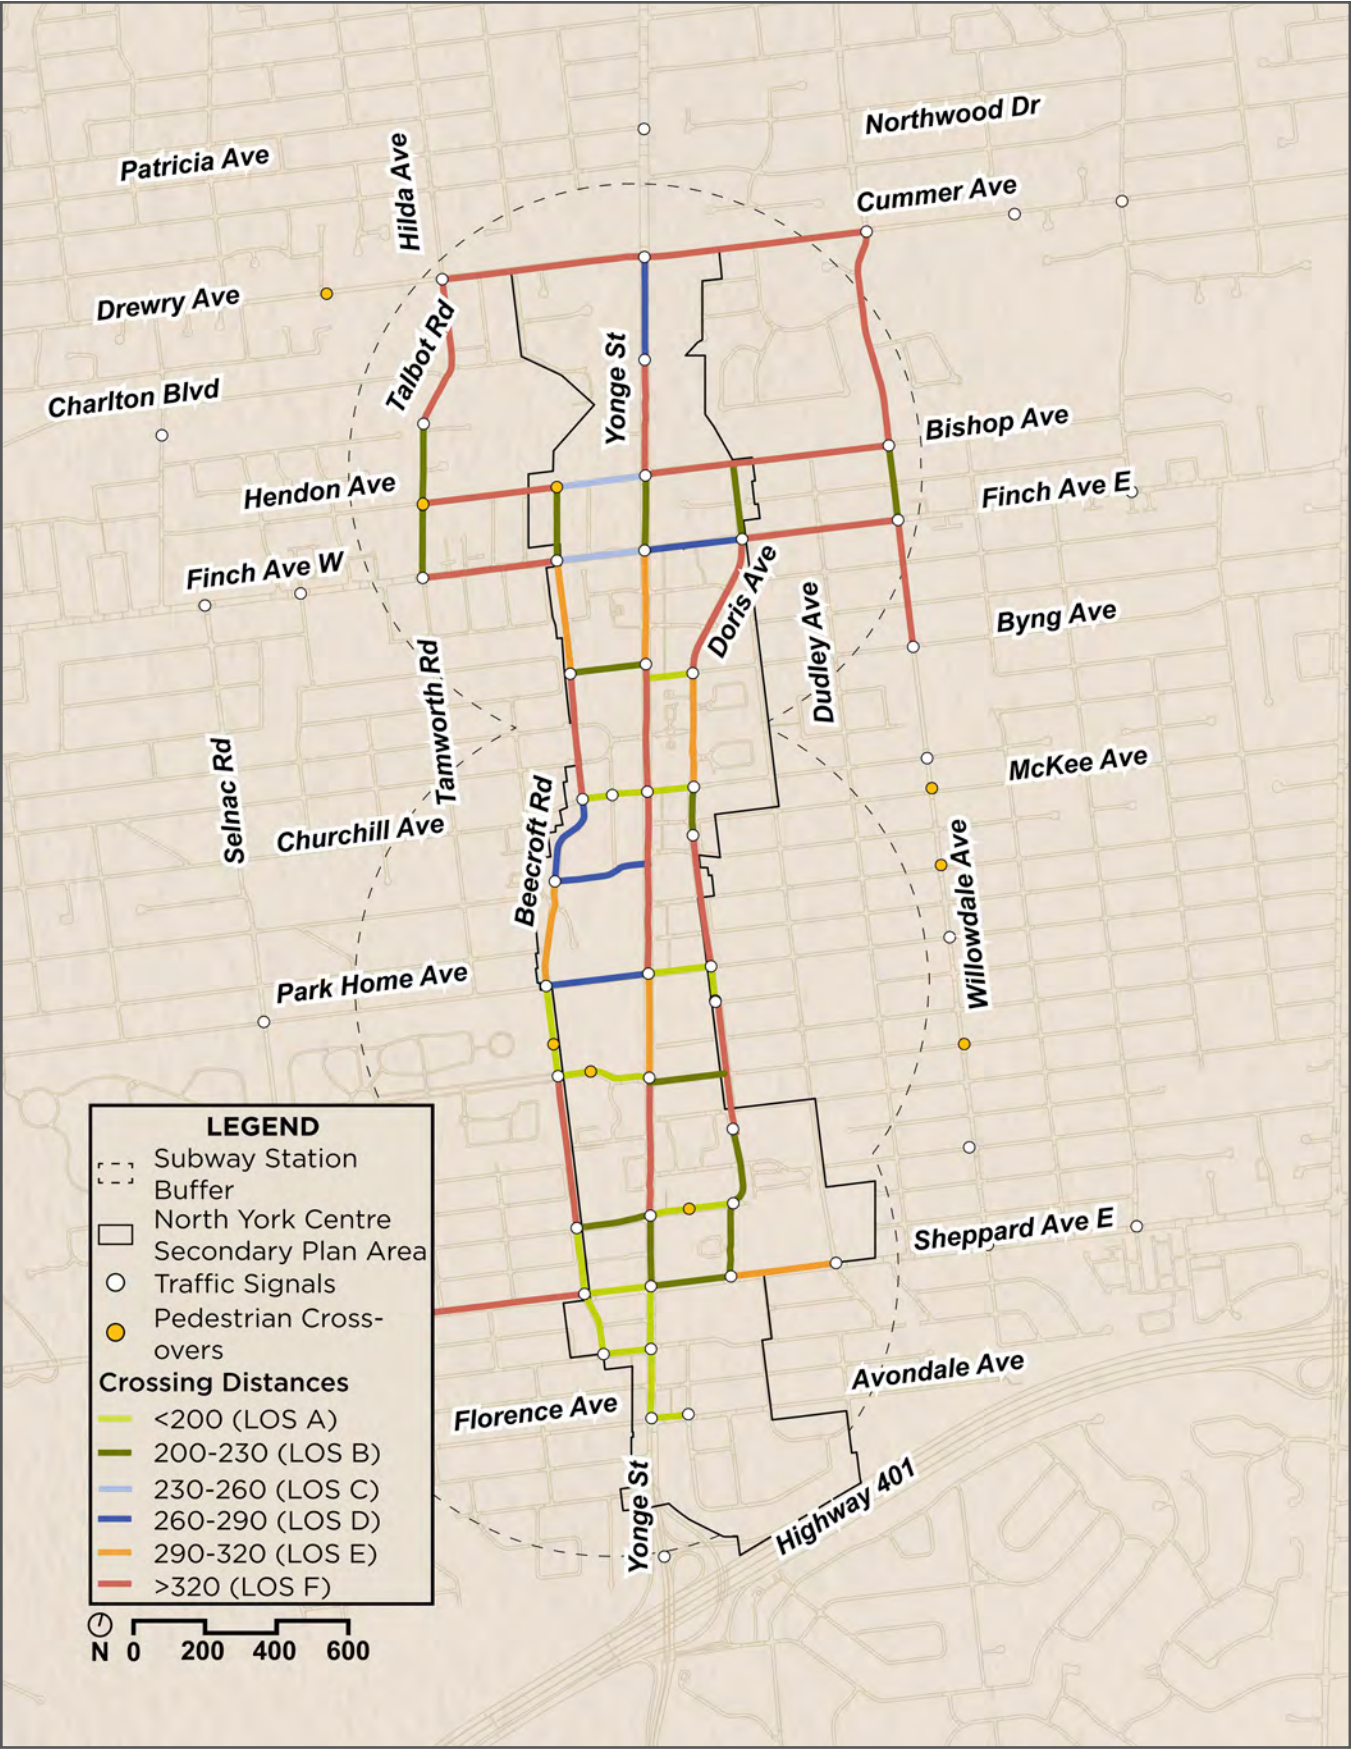 Northwood Dr
Patricia Ave
Hilda Ave
Cummer Ave
Drewry Ave
Talbot Rd
Yonge St
Charlton Blvd
Bishop Ave
Hendon Ave
Finch Ave E
Finch Ave W
Doris Ave
Dudley Ave
Byng Ave
Tamworth Rd
Selnac Rd
McKee Ave
Beecroft Rd
Churchill Ave
Willowdale Ave
Park Home Ave
Sheppard Ave E
Avondale Ave
Florence Ave
Yonge St
Highway 401
LEGEND
Subway Station
Buffer
North York Centre
Secondary Plan Area
Traffic Signals
Pedestrian Cross-
overs
Crossing Distances
<200 (LOS A)
200-230 (LOS B)
230-260 (LOS C)
260-290 (LOS D)
290-320 (LOS E)
>320 (LOS F)
N 0 200 400 600